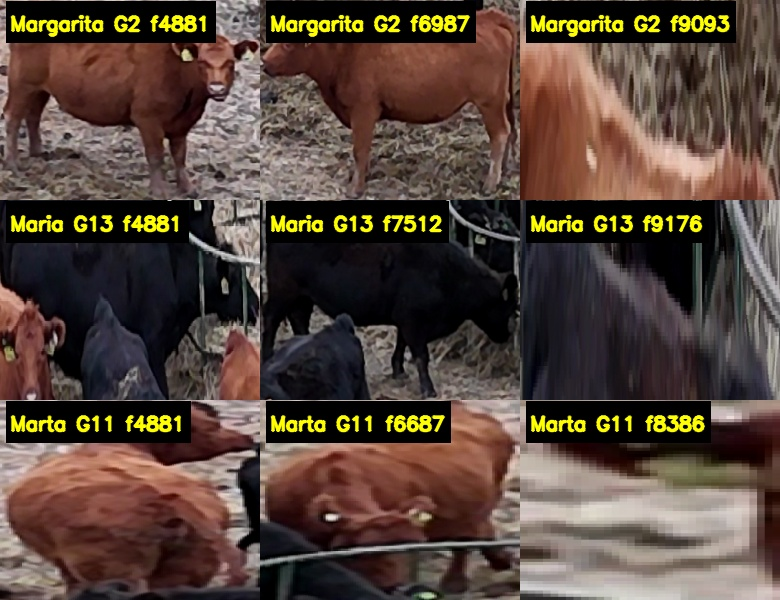 Margarita G2 f4881
Margarita G2 f6987
Margarita G2 f9093
Maria G13 f4881
Maria G13 f7512
Maria G13 f9176
Marta G11 f4881
Marta G11 f6687
Marta G11 f8386